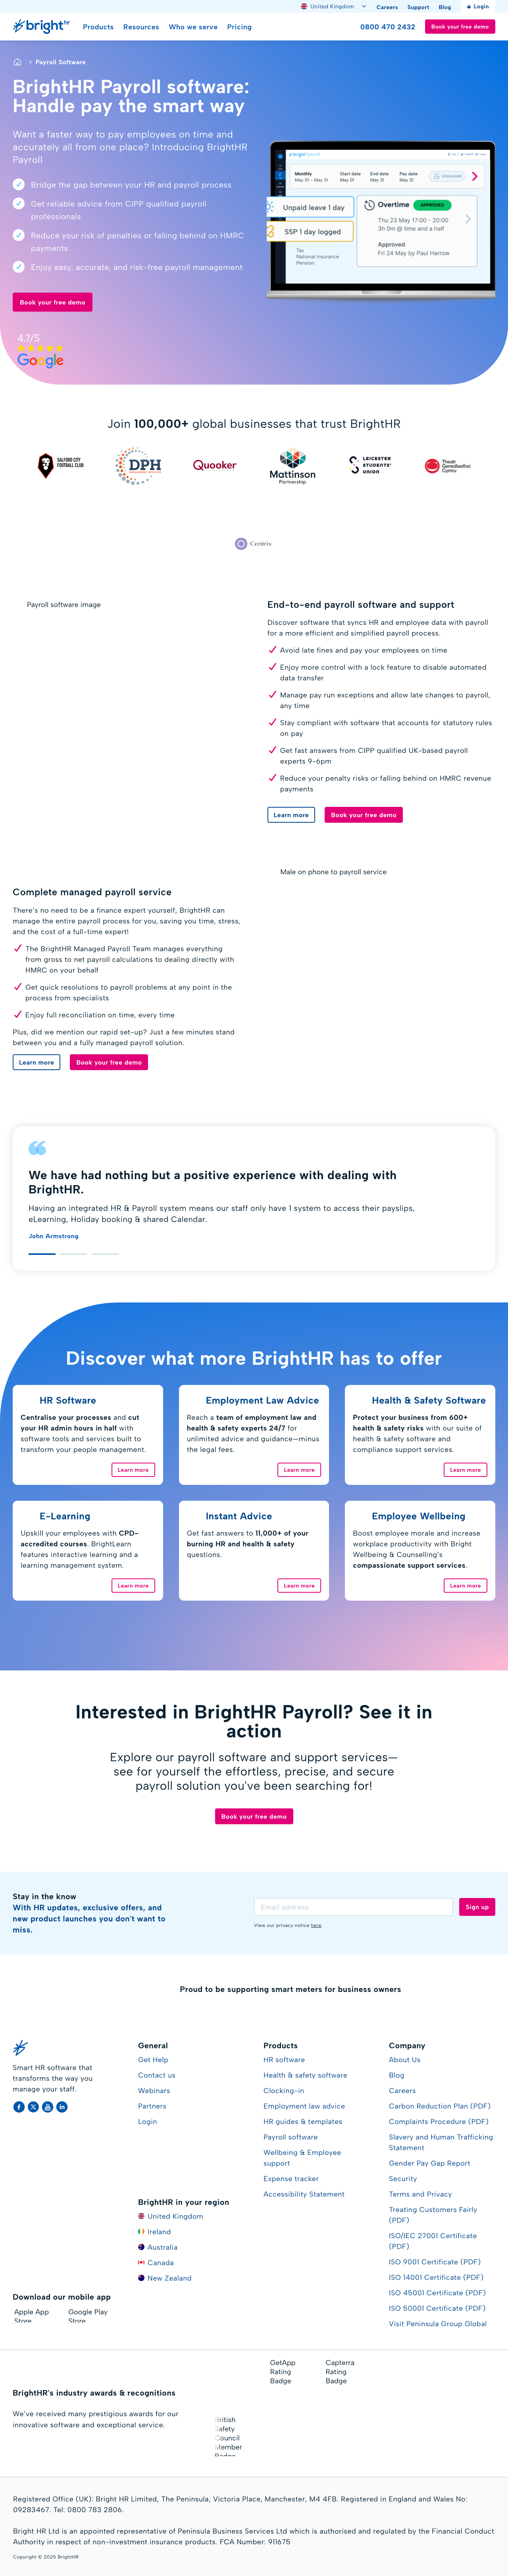 United Kingdom
Careers
Support
Blog
Login
brighthr
Products
Resources
Who we serve
Pricing
0800 470 2432
Book your free demo
Payroll Software
BrightHR Payroll software:
Handle pay the smart way
Want a faster way to pay employees on time and
accurately all from one place? Introducing BrightHR
Payroll
Bridge the gap between your HR and payroll process
Get reliable advice from CIPP qualified payroll
professionals
Reduce your risk of penalties or falling behind on HMRC
payments
Enjoy easy, accurate, and risk-free payroll management
Book your free demo
Monthly
May 01 - May 31
Start date
May 01
End date
May 31
Pay date
May 31
Unpaid leave 1 day
SSP 1 day logged
Tax
National Insurance
Pension
Overtime
APPROVED
Thu 23 May 17:00 - 20:00
3h 0m @ time and a half
Approved
Fri 24 May by Paul Harrow
4.7/5
Google
Join 100,000+ global businesses that trust BrightHR
SALFORD CITY
FOOTBALL CLUB
DPH
Quooker
Mattinson
Partnership
LEICESTER
STUDENTS'
UNION
Theatr
Genedlaethol
Cymru
Centrix
Payroll software image
End-to-end payroll software and support
Discover software that syncs HR and employee data with payroll
for a more efficient and simplified payroll process.
Avoid late fines and pay your employees on time
Enjoy more control with a lock feature to disable automated
data transfer
Manage pay run exceptions and allow late changes to payroll,
any time
Stay compliant with software that accounts for statutory rules
on pay
Get fast answers from CIPP qualified UK-based payroll
experts 9-6pm
Reduce your penalty risks or falling behind on HMRC revenue
payments
Learn more
Book your free demo
Male on phone to payroll service
Complete managed payroll service
There's no need to be a finance expert yourself, BrightHR can
manage the entire payroll process for you, saving you time, stress,
and the cost of a full-time expert!
The BrightHR Managed Payroll Team manages everything
from gross to net payroll calculations to dealing directly with
HMRC on your behalf
Get quick resolutions to payroll problems at any point in the
process from specialists
Enjoy full reconciliation on time, every time
Plus, did we mention our rapid set-up? Just a few minutes stand
between you and a fully managed payroll solution.
Learn more
Book your free demo
We have had nothing but a positive experience with dealing with
BrightHR.
Having an integrated HR & Payroll system means our staff only have 1 system to access their payslips,
eLearning, Holiday booking & shared Calendar.
John Armstrong
Discover what more BrightHR has to offer
HR Software
Centralise your processes and cut
your HR admin hours in half with
software tools and services built to
transform your people management.
Learn more
Employment Law Advice
Reach a team of employment law and
health & safety experts 24/7 for
unlimited advice and guidance—minus
the legal fees.
Learn more
Health & Safety Software
Protect your business from 600+
health & safety risks with our suite of
health & safety software and
compliance support services.
Learn more
E-Learning
Upskill your employees with CPD-
accredited courses. BrightLearn
features interactive learning and a
learning management system.
Learn more
Instant Advice
Get fast answers to 11,000+ of your
burning HR and health & safety
questions.
Learn more
Employee Wellbeing
Boost employee morale and increase
workplace productivity with Bright
Wellbeing & Counselling's
compassionate support services.
Learn more
Interested in BrightHR Payroll? See it in
action
Explore our payroll software and support services—
see for yourself the effortless, precise, and secure
payroll solution you've been searching for!
Book your free demo
Stay in the know
With HR updates, exclusive offers, and
new product launches you don't want to
miss.
Email address
Sign up
View our privacy notice here
Proud to be supporting smart meters for business owners
Smart HR software that
transforms the way you
manage your staff.
General
Get Help
Contact us
Webinars
Partners
Login
BrightHR in your region
United Kingdom
Ireland
Australia
Canada
New Zealand
Products
HR software
Health & safety software
Clocking-in
Employment law advice
HR guides & templates
Payroll software
Wellbeing & Employee
support
Expense tracker
Accessibility Statement
Company
About Us
Blog
Careers
Carbon Reduction Plan (PDF)
Complaints Procedure (PDF)
Slavery and Human Trafficking
Statement
Gender Pay Gap Report
Security
Terms and Privacy
Treating Customers Fairly
(PDF)
ISO/IEC 27001 Certificate
(PDF)
ISO 9001 Certificate (PDF)
ISO 14001 Certificate (PDF)
ISO 45001 Certificate (PDF)
ISO 50001 Certificate (PDF)
Visit Peninsula Group Global
Download our mobile app
Apple App
Store
Google Play
Store
BrightHR's industry awards & recognitions
We've received many prestigious awards for our
innovative software and exceptional service.
British
Safety
Council
Member
Badge
GetApp
Rating
Badge
Capterra
Rating
Badge
Registered Office (UK): Bright HR Limited, The Peninsula, Victoria Place, Manchester, M4 4FB. Registered in England and Wales No:
09283467. Tel: 0800 783 2806.
Bright HR Ltd is an appointed representative of Peninsula Business Services Ltd which is authorised and regulated by the Financial Conduct
Authority in respect of non-investment insurance products. FCA Number: 911675
Copyright © 2025 BrightHR